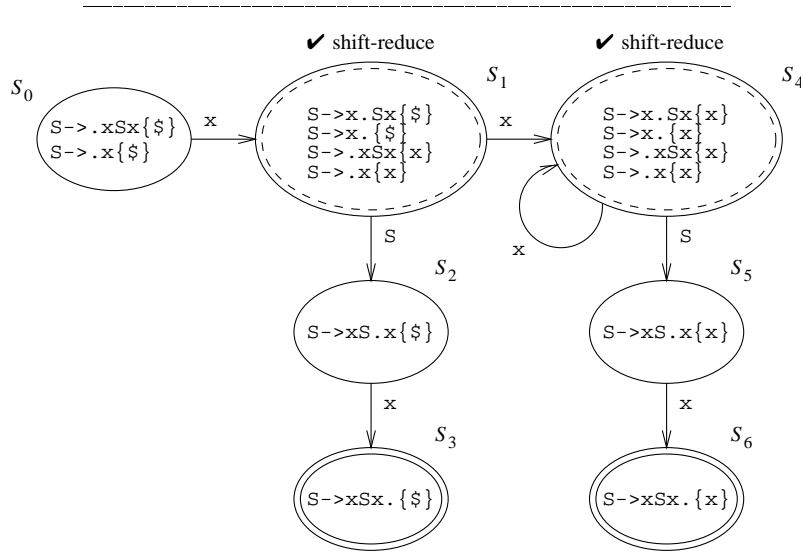 ✔ shift-reduce
✔ shift-reduce
S0
S1
S4
S->.xSx{$}
S->.x{$}
x
S->x.Sx{$}
S->x.{$}
S->.xSx{x}
S->.x{x}
x
S->x.Sx{x}
S->x.{x}
S->.xSx{x}
S->.x{x}
x
S
S
S2
S5
S->xS.x{$}
S->xS.x{x}
x
x
S3
S6
S->xSx.{$}
S->xSx.{x}